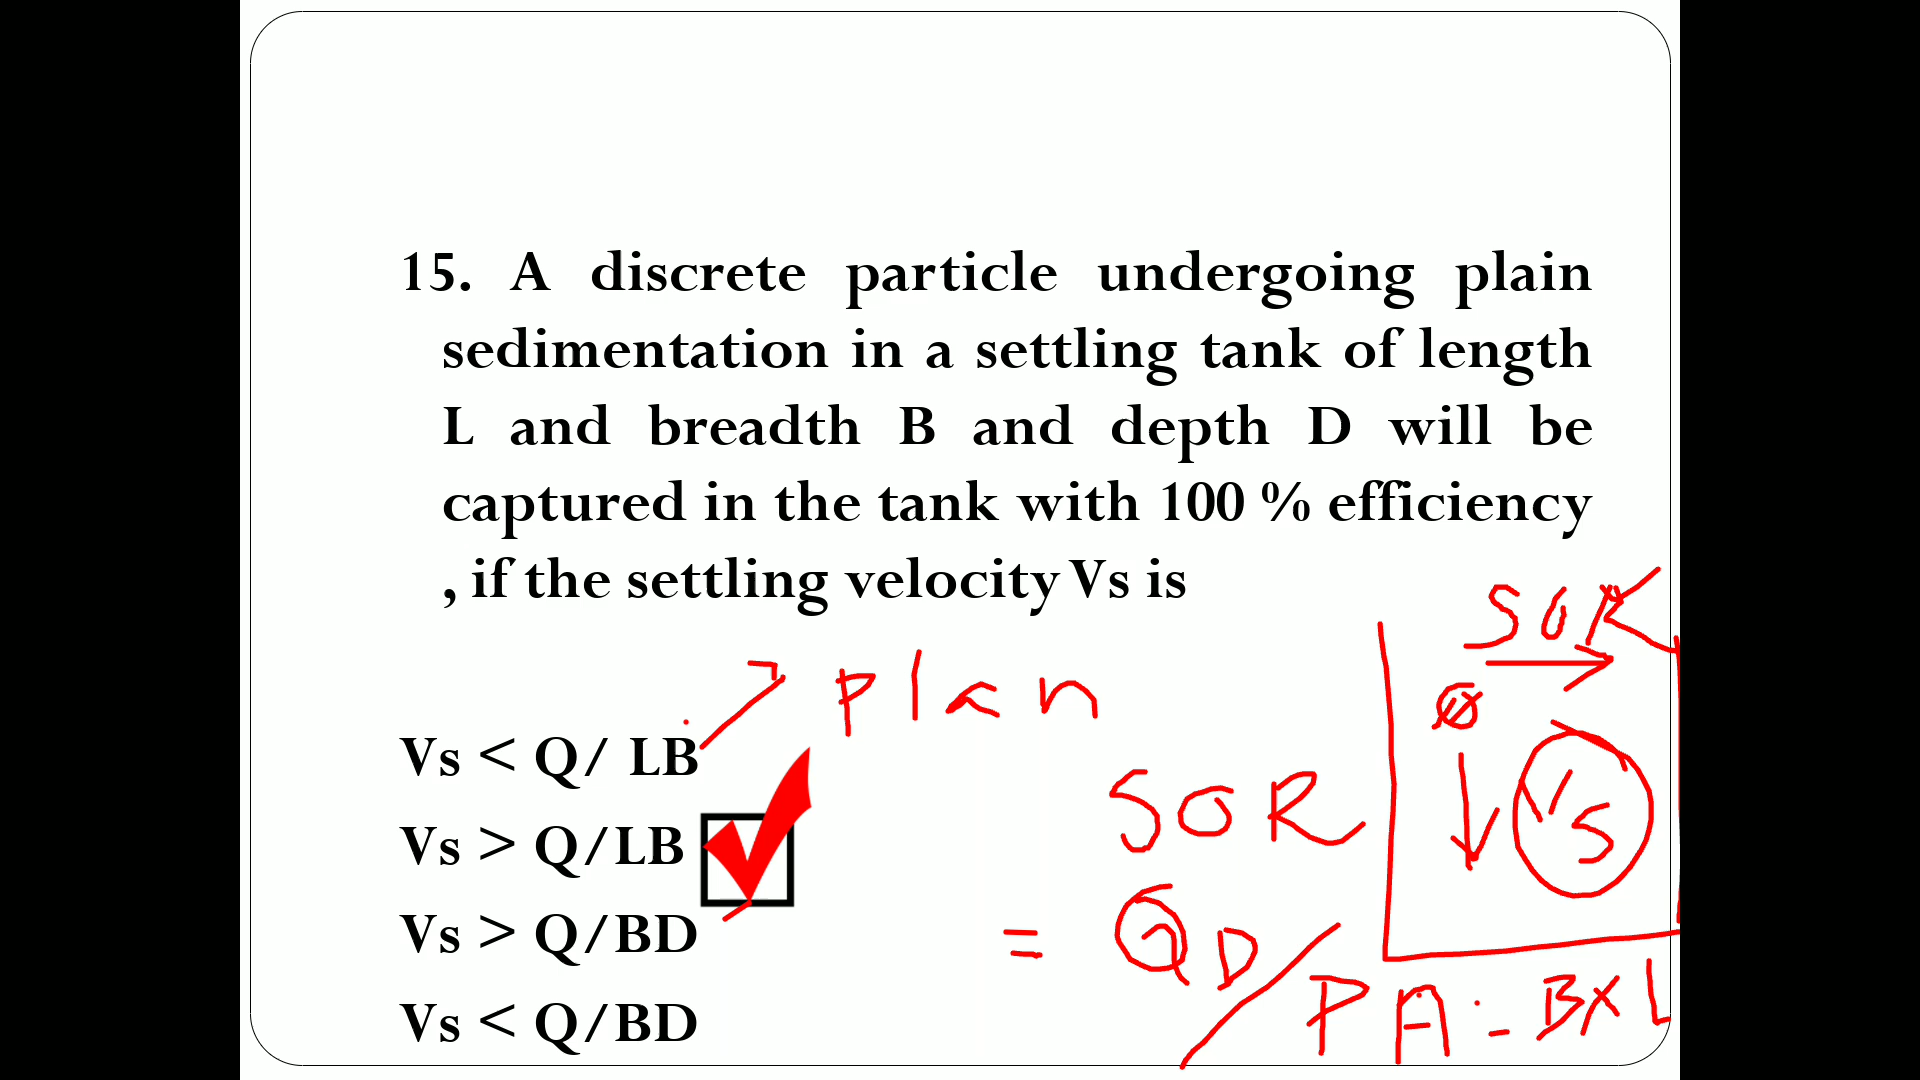 15. A discrete particle undergoing plain
sedimentation in a settling tank of length
L and breadth B and depth D will be
captured in the tank with 100 % efficiency
, if the settling velocity Vs is
SOR
plan
Vs < Q/ LB
Vs > Q/LB
Vs > Q/BD
Vs < Q/BD
SOR
Vs
= QD/PA = B×L